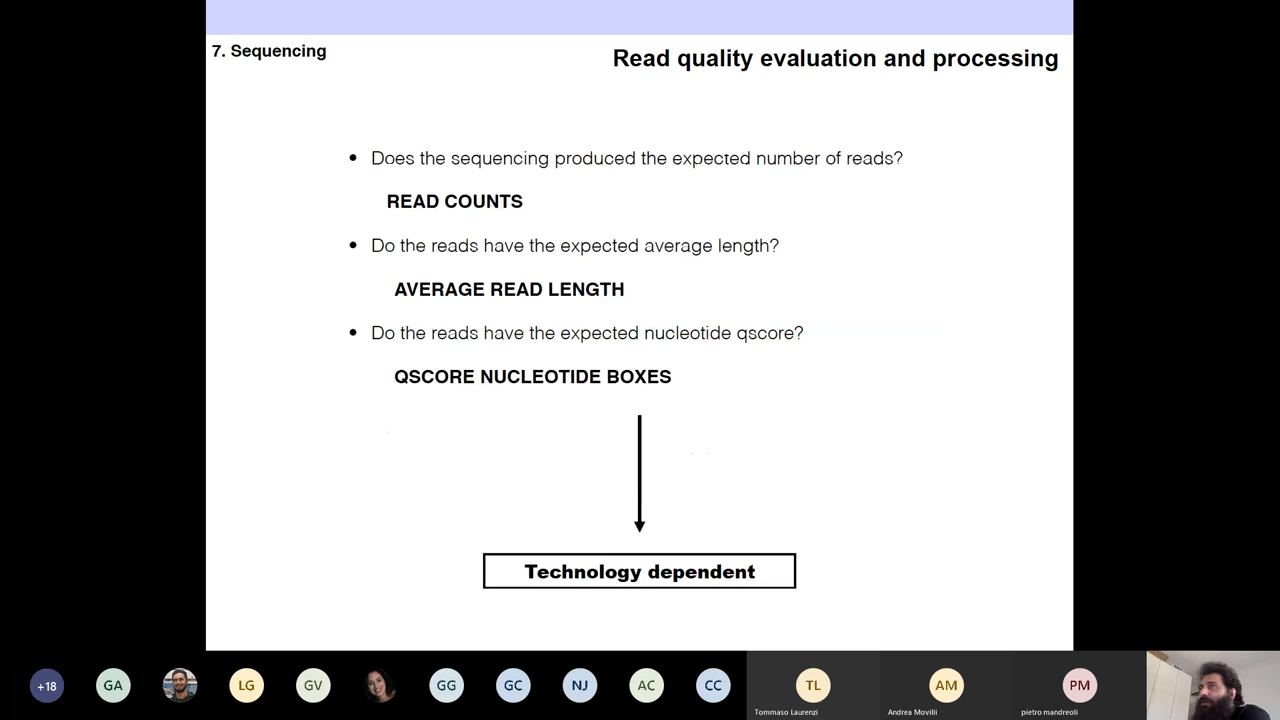 7. Sequencing
Read quality evaluation and processing
• Does the sequencing produced the expected number of reads?
READ COUNTS
• Do the reads have the expected average length?
AVERAGE READ LENGTH
• Do the reads have the expected nucleotide qscore?
QSCORE NUCLEOTIDE BOXES
Technology dependent
+18
GA
LG
GV
GG
GC
NJ
AC
CC
TL
AM
PM
Tommaso Laurenzi
Andrea Movilli
pietro mandreoli